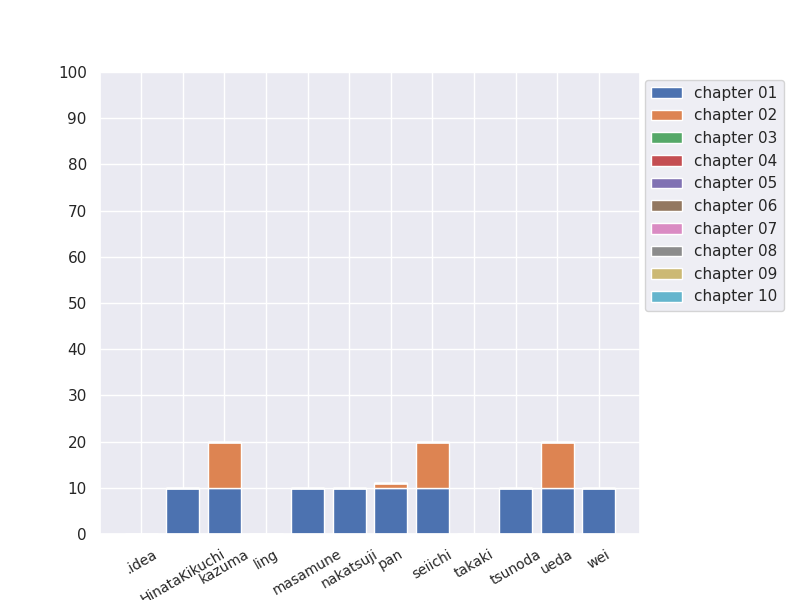 100
90
80
70
60
50
40
30
20
10
0
.idea
HinataKikuchi
kazuma
ling
masamune
nakatsuji
pan
seiichi
takaki
tsunoda
ueda
wei
chapter 01
chapter 02
chapter 03
chapter 04
chapter 05
chapter 06
chapter 07
chapter 08
chapter 09
chapter 10